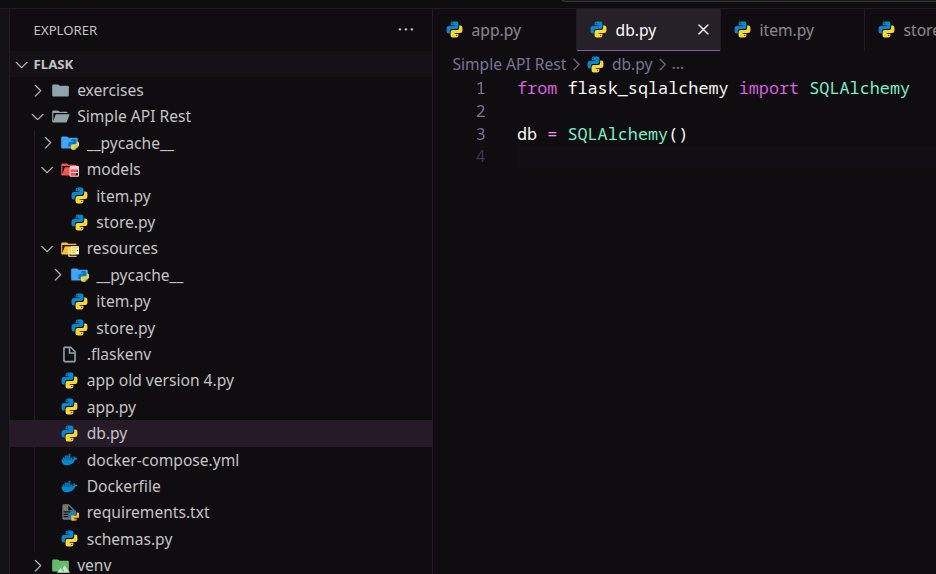 EXPLORER
FLASK
exercises
Simple API Rest
__pycache__
models
item.py
store.py
resources
__pycache__
item.py
store.py
.flaskenv
app old version 4.py
app.py
db.py
docker-compose.yml
Dockerfile
requirements.txt
schemas.py
venv
app.py db.py item.py store
Simple API Rest > db.py > ...
1 from flask_sqlalchemy import SQLAlchemy
2
3 db = SQLAlchemy()
4